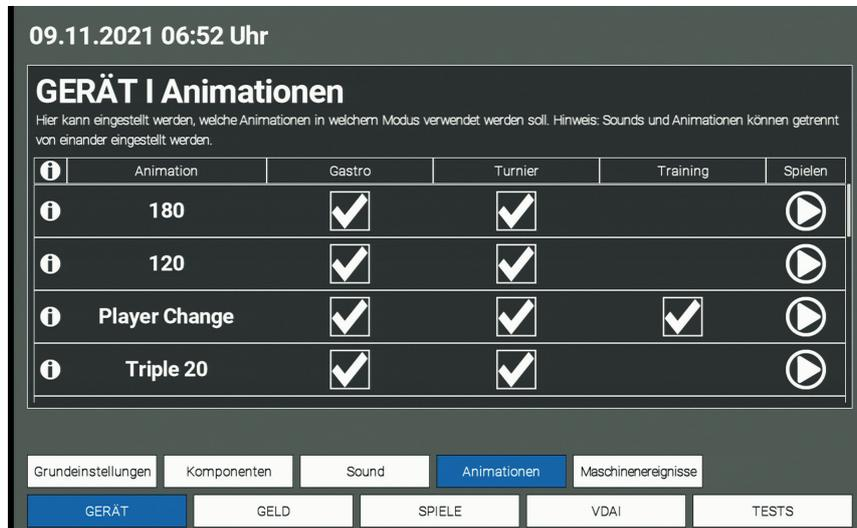 09.11.2021 06:52 Uhr
GERÄT I Animationen
Hier kann eingestellt werden, welche Animationen in welchem Modus verwendet werden soll. Hinweis: Sounds und Animationen können getrennt
von einander eingestellt werden.
Animation Gastro Turnier Training Spielen
180
120
Player Change
Triple 20
Grundeinstellungen Komponenten Sound Animationen Maschinenereignisse
GERÄT GELD SPIELE VDAI TESTS